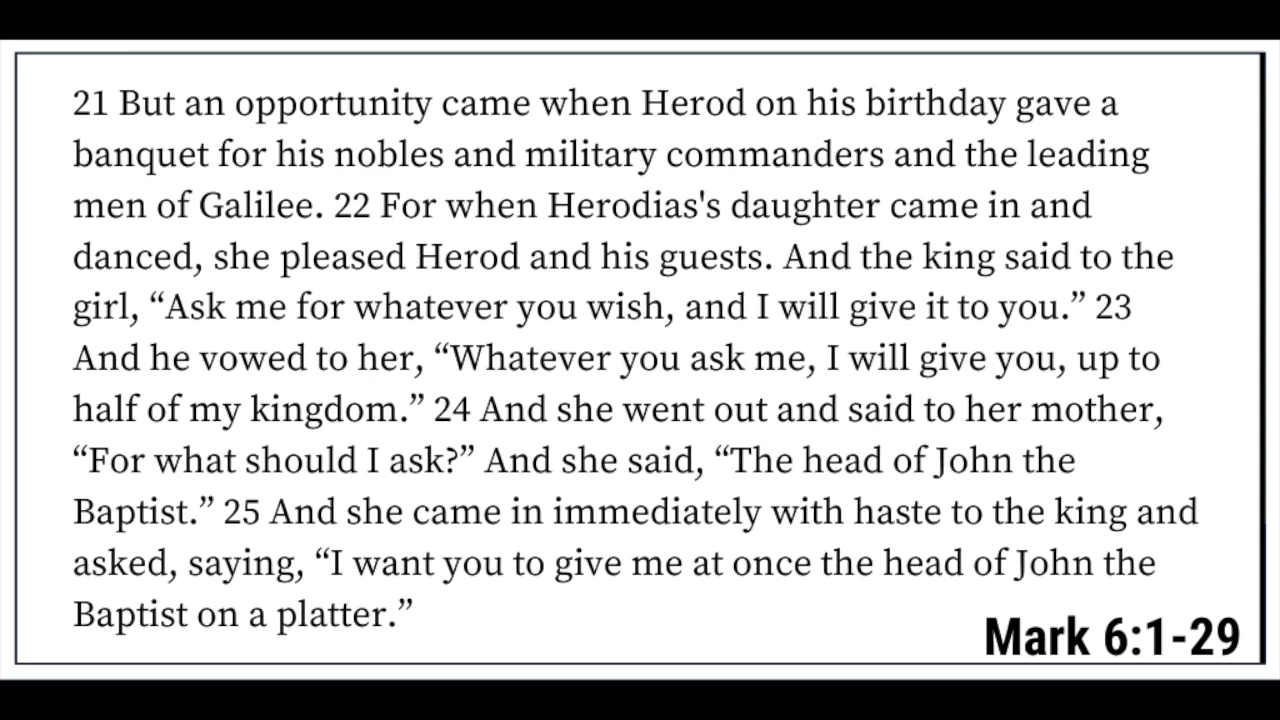 21 But an opportunity came when Herod on his birthday gave a
banquet for his nobles and military commanders and the leading
men of Galilee. 22 For when Herodias's daughter came in and
danced, she pleased Herod and his guests. And the king said to the
girl, “Ask me for whatever you wish, and I will give it to you.” 23
And he vowed to her, “Whatever you ask me, I will give you, up to
half of my kingdom.” 24 And she went out and said to her mother,
“For what should I ask?” And she said, “The head of John the
Baptist.” 25 And she came in immediately with haste to the king and
asked, saying, “I want you to give me at once the head of John the
Baptist on a platter.”
Mark 6:1-29